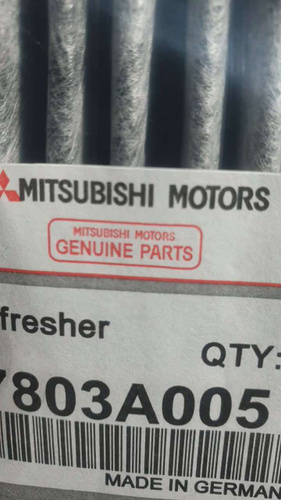 MITSUBISHI MOTORS
MITSUBISHI MOTORS
GENUINE PARTS
fresher
QTY:
7803A005
MADE IN GERMAN